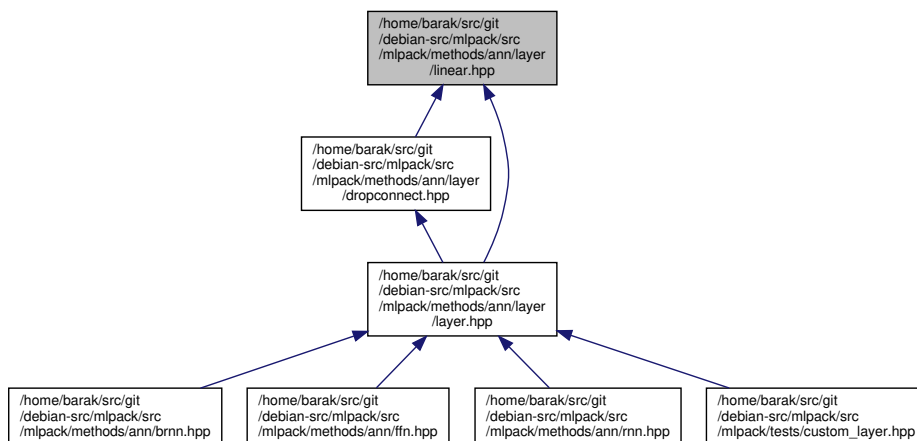 /home/barak/src/git
/debian-src/mlpack/src
/mlpack/methods/ann/layer
/linear.hpp
/home/barak/src/git
/debian-src/mlpack/src
/mlpack/methods/ann/layer
/dropconnect.hpp
/home/barak/src/git
/debian-src/mlpack/src
/mlpack/methods/ann/layer
/layer.hpp
/home/barak/src/git
/debian-src/mlpack/src
/mlpack/methods/ann/brnn.hpp
/home/barak/src/git
/debian-src/mlpack/src
/mlpack/methods/ann/ffn.hpp
/home/barak/src/git
/debian-src/mlpack/src
/mlpack/methods/ann/rnn.hpp
/home/barak/src/git
/debian-src/mlpack/src
/mlpack/tests/custom_layer.hpp